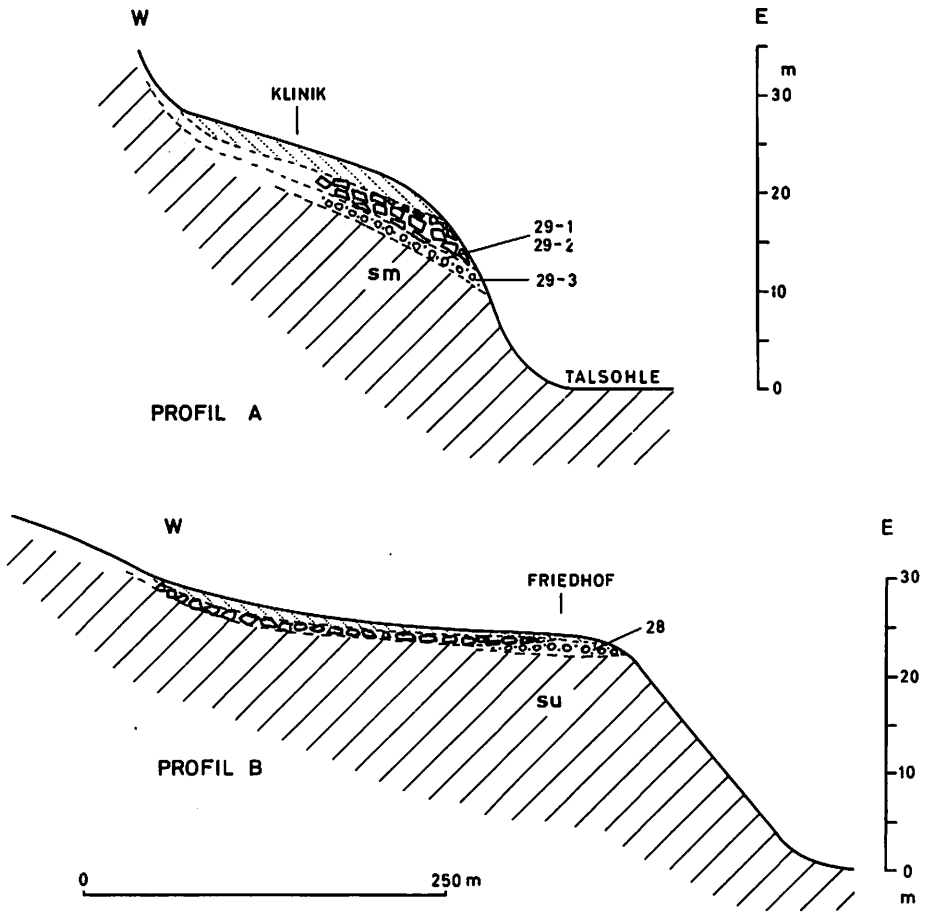 W
E
m
30
KLINIK
20
29-1
29-2
29-3
sm
10
TALSOHLE
0
PROFIL A
W
E
FRIEDHOF
30
28
20
su
PROFIL B
10
0
250 m
0
m